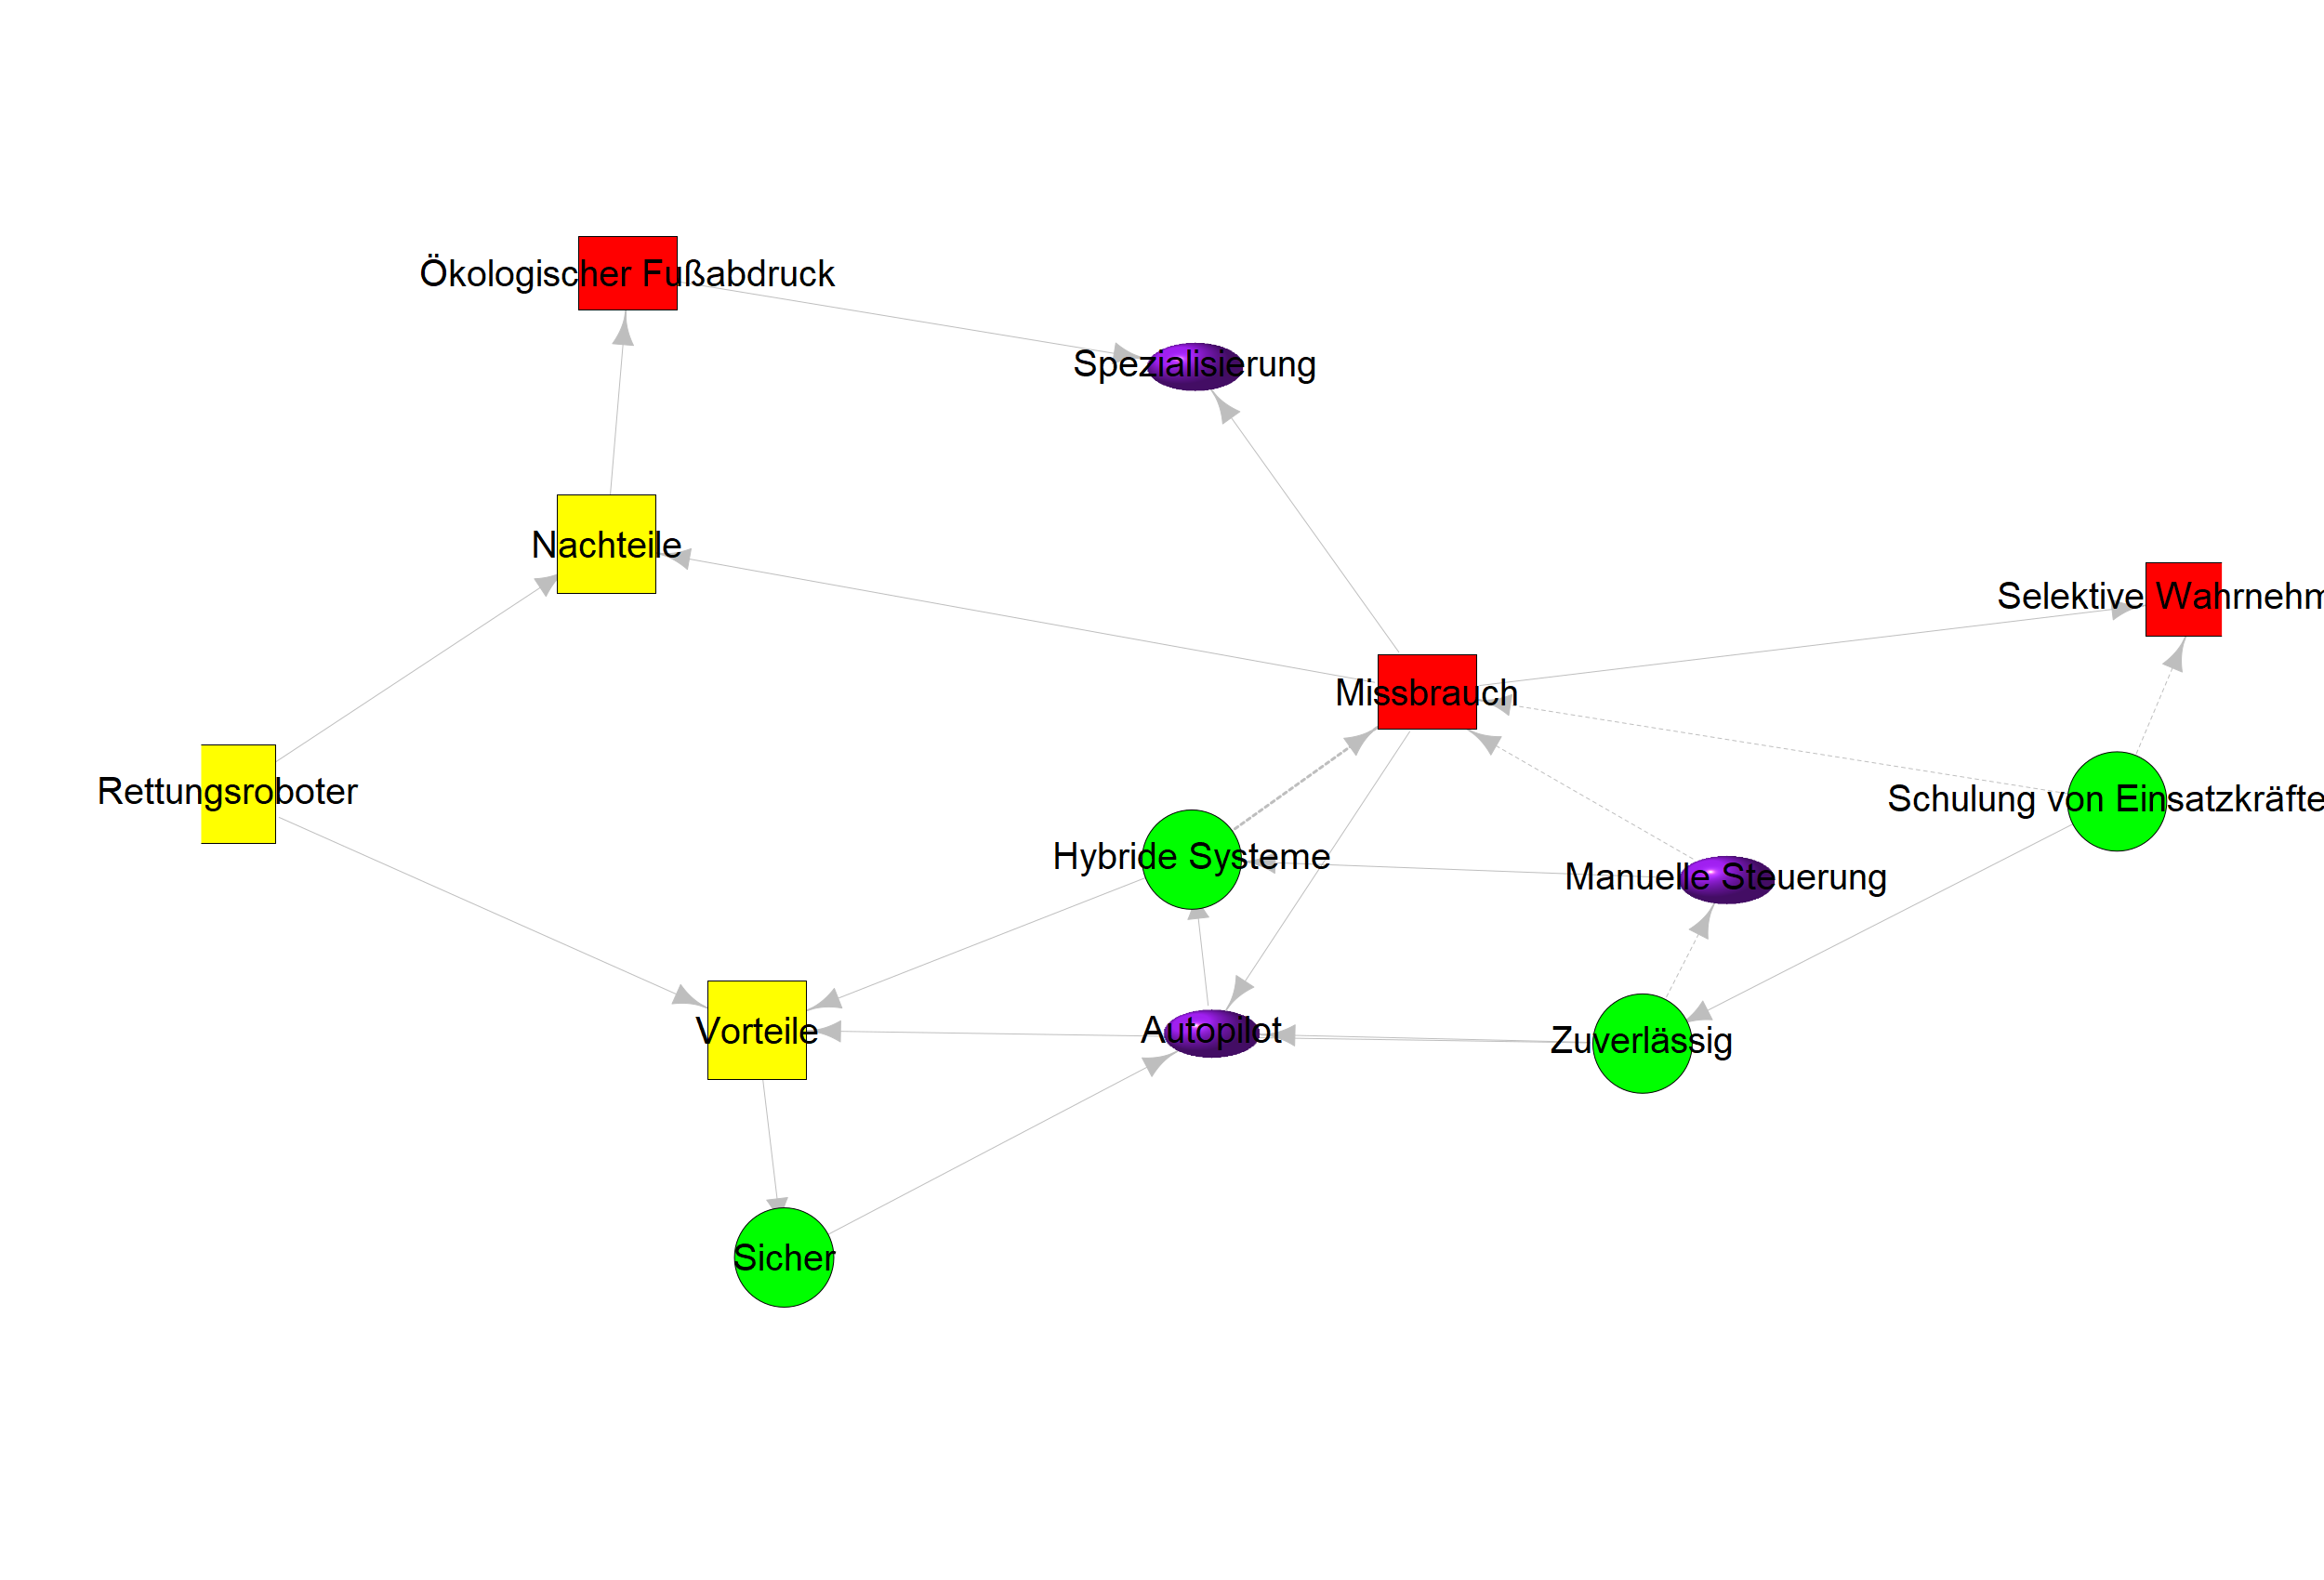 Ökologischer Fußabdruck
Spezialisierung
Nachteile
Selektive Wahrnehm
Missbrauch
Rettungsroboter
Schulung von Einsatzkräfte
Hybride Systeme
Manuelle Steuerung
Vorteile
Autopilot
Zuverlässig
Sicher